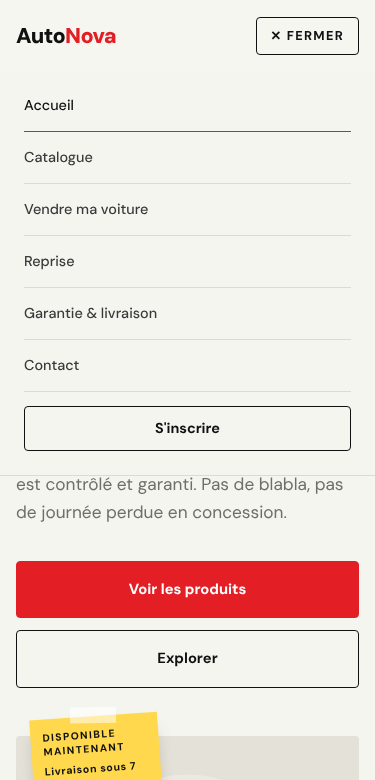 AutoNova
✕ FERMER
Accueil
Catalogue
Vendre ma voiture
Reprise
Garantie & livraison
Contact
S'inscrire
est contrôlé et garanti. Pas de blabla, pas
de journée perdue en concession.
Voir les produits
Explorer
DISPONIBLE
MAINTENANT
Livraison sous 7